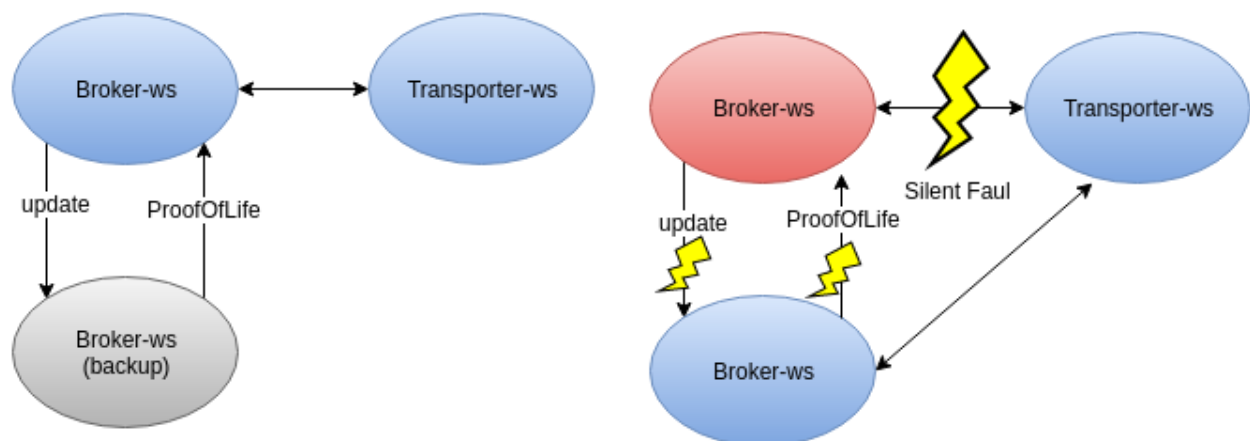 Broker-ws
Transporter-ws
update
ProofOfLife
Broker-ws
(backup)
Broker-ws
Transporter-ws
Silent Faul
update
ProofOfLife
Broker-ws